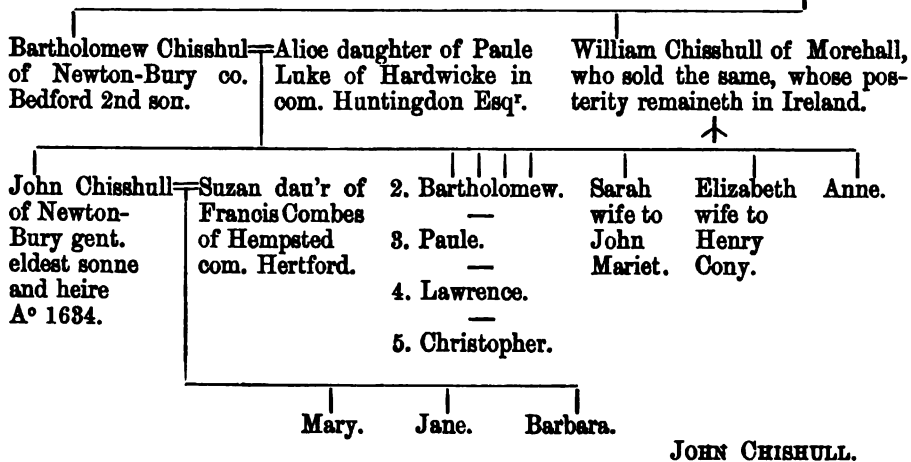 Bartholomew Chisshul
of Newton-Bury co.
Bedford 2nd son.
Alice daughter of Paule
Luke of Hardwicke in
com. Huntingdon Esqr.
William Chisshull of Morehall,
who sold the same, whose pos-
terity remaineth in Ireland.
John Chisshull
of Newton-
Bury gent.
eldest sonne
and heire
Ao 1634.
Suzan dau'r of
Francis Combes
of Hempsted
com. Hertford.
2. Bartholomew.
3. Paule.
4. Lawrence.
5. Christopher.
Sarah
wife to
John
Mariet.
Elizabeth
wife to
Henry
Cony.
Anne.
Mary.
Jane.
Barbara.
JOHN CHISHULL.